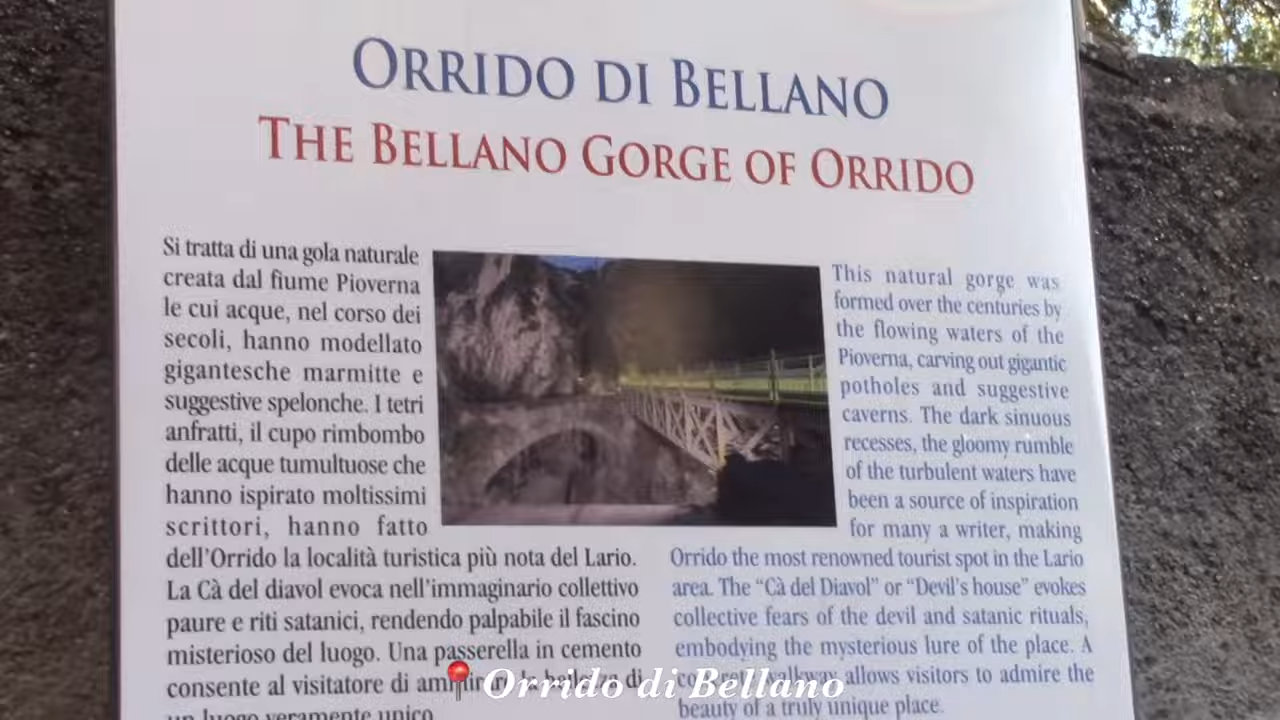 ORRIDO DI BELLANO
THE BELLANO GORGE OF ORRIDO
Si tratta di una gola naturale
creata dal fiume Pioverna
le cui acque, nel corso dei
secoli, hanno modellato
gigantesche marmitte e
suggestive spelonche. I tetri
anfratti, il cupo rimbombo
delle acque tumultuose che
hanno ispirato moltissimi
scrittori, hanno fatto
dell'Orrido la località turistica più nota del Lario.
La Cà del diavol evoca nell'immaginario collettivo
paure e riti satanici, rendendo palpabile il fascino
misterioso del luogo. Una passerella in cemento
consente al visitatore di di
un luogo veramente unico
This natural gorge was
formed over the centuries by
the flowing waters of the
Pioverna, carving out gigantic
potholes and suggestive
caverns. The dark sinuous
recesses, the gloomy rumble
of the turbulent waters have
been a source of inspiration
for many a writer, making
Orrido the most renowned tourist spot in the Lario
area. The “Cà del Diavol” or “Devil's house” evokes
collective fears of the devil and satanic rituals,
embodying the mysterious lure of the place. A
allows visitors to admire the
beauty of a truly unique place.
Orrido di Bellano